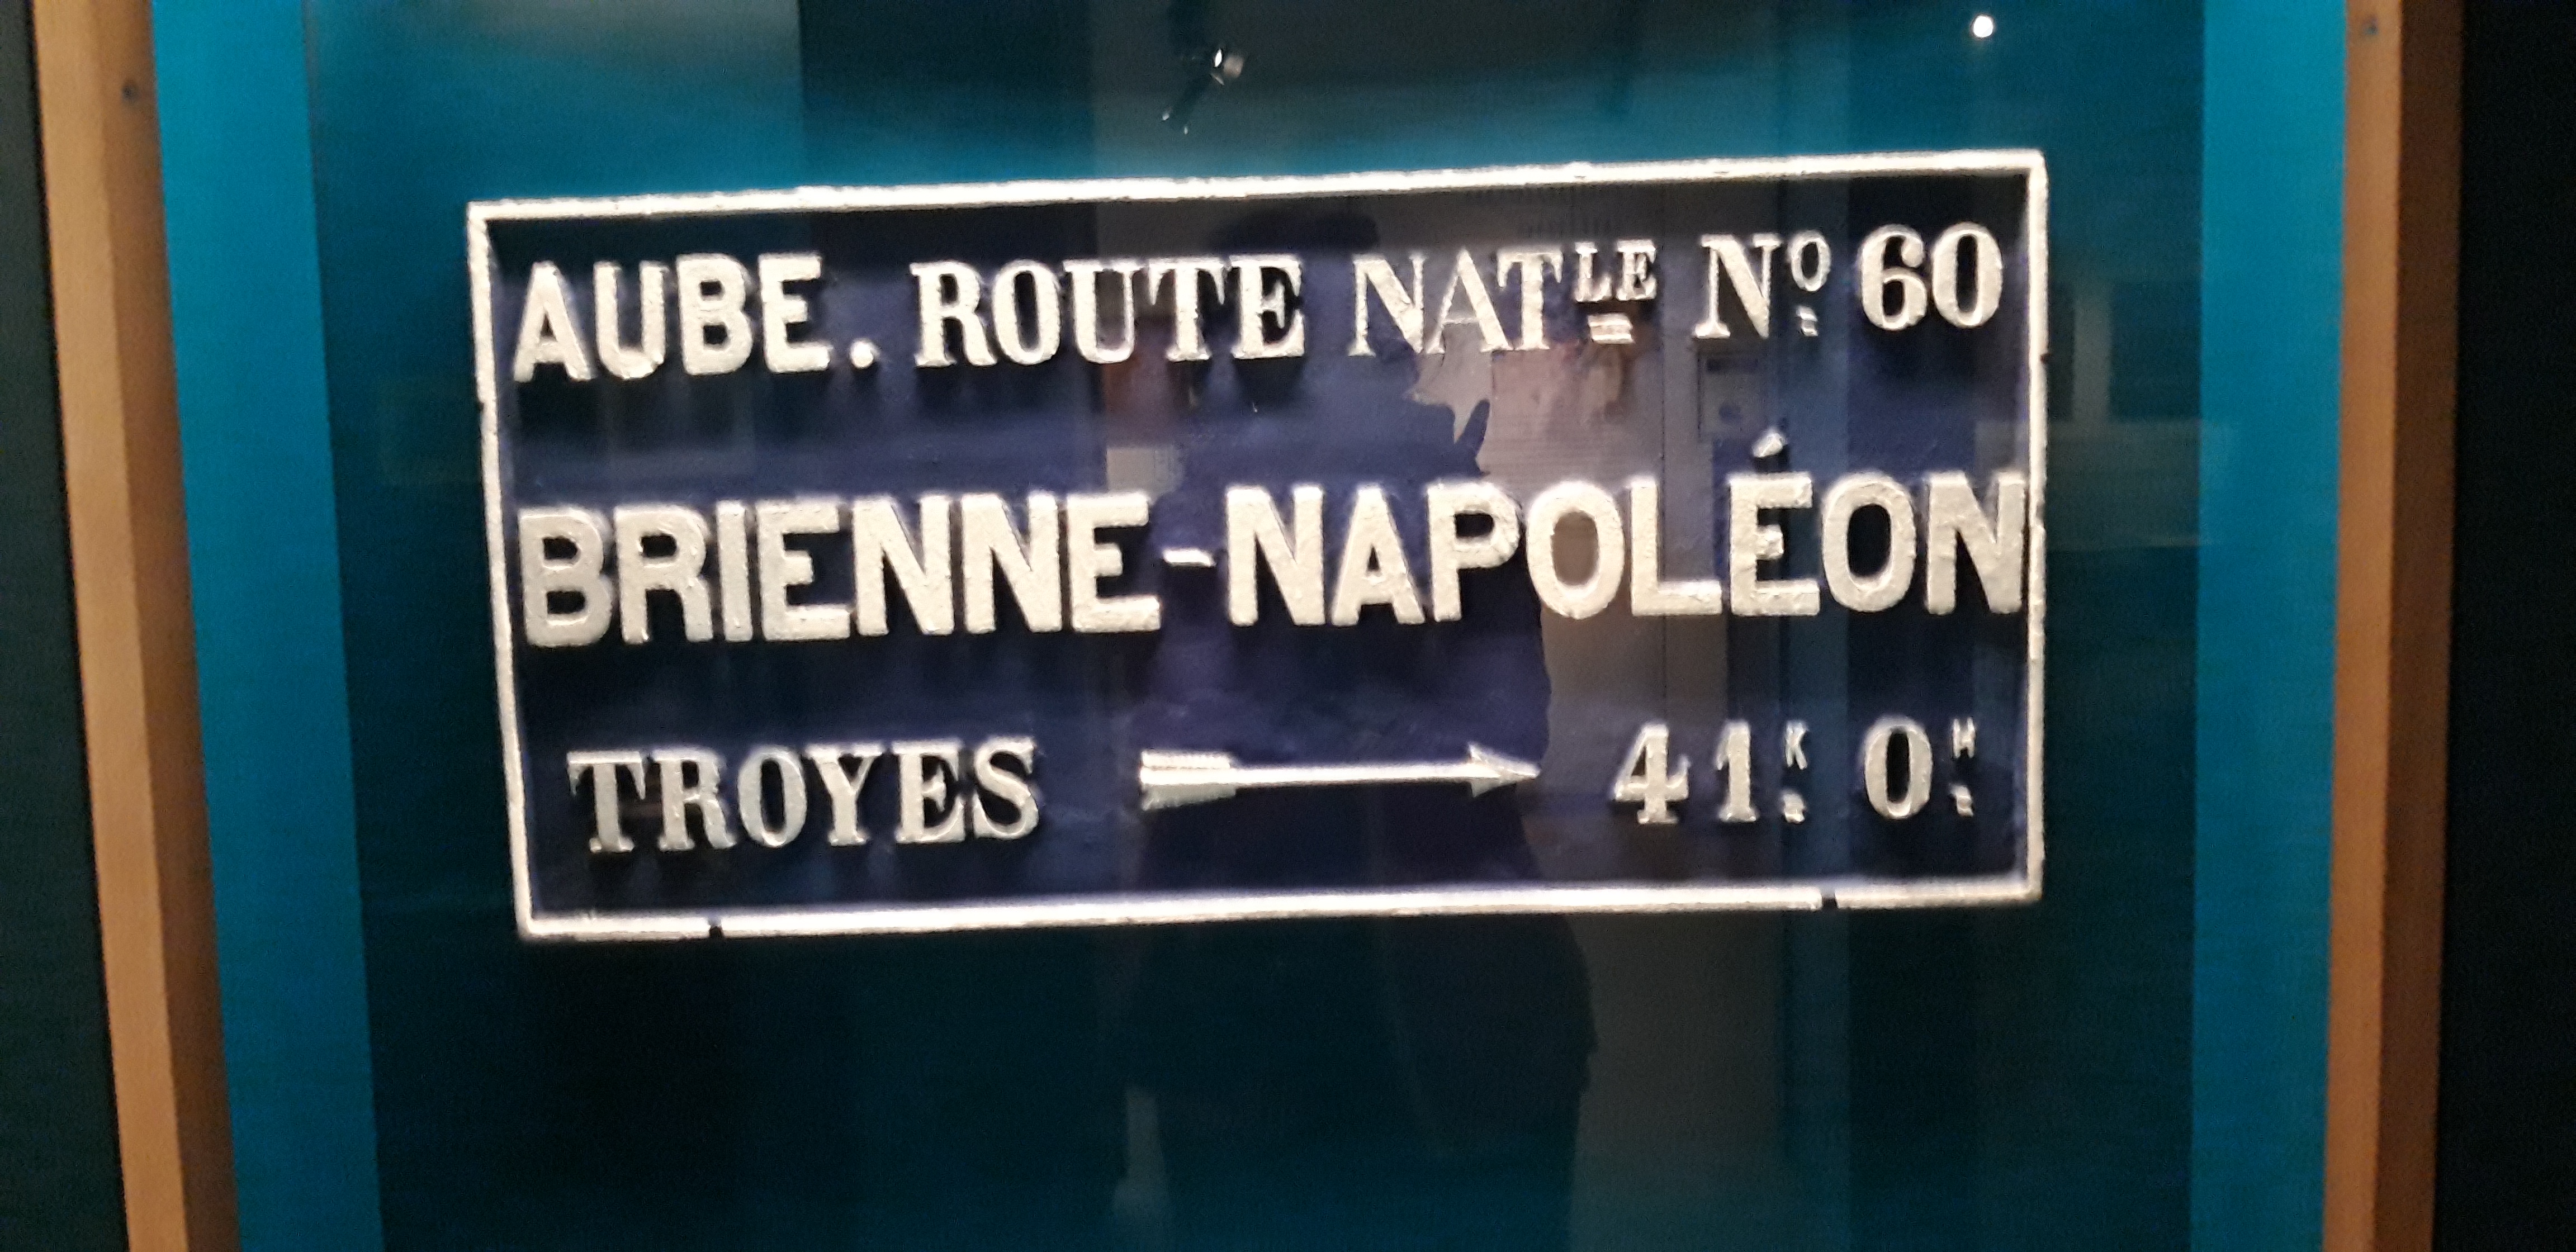 AUBE. ROUTE NATLE No 60
BRIENNE-NAPOLÉON
TROYES → 41K 0H